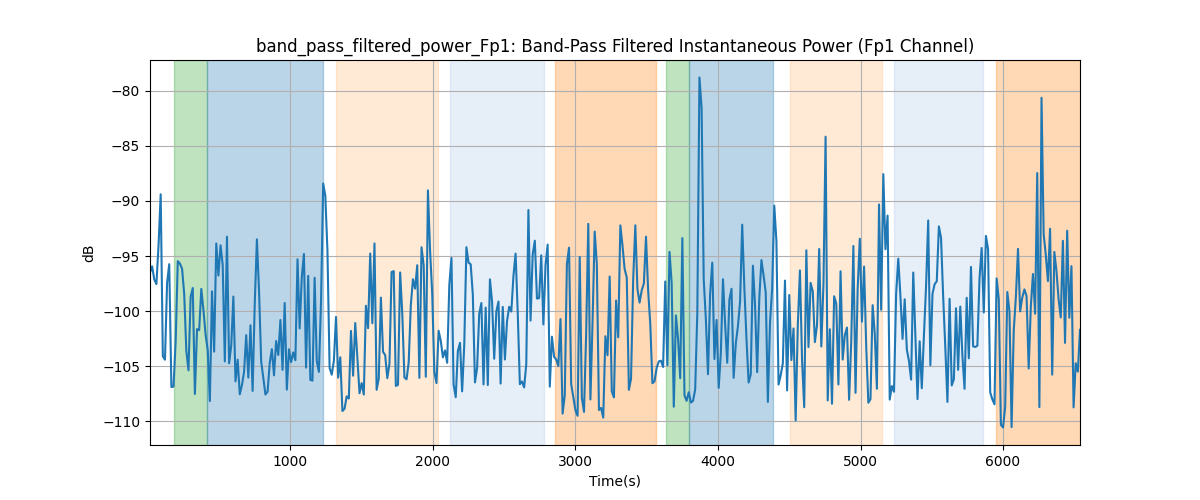 band_pass_filtered_power_Fp1: Band-Pass Filtered Instantaneous Power (Fp1 Channel)
−80
−85
−90
−95
−100
−105
−110
dB
1000 2000 3000 4000 5000 6000
Time(s)